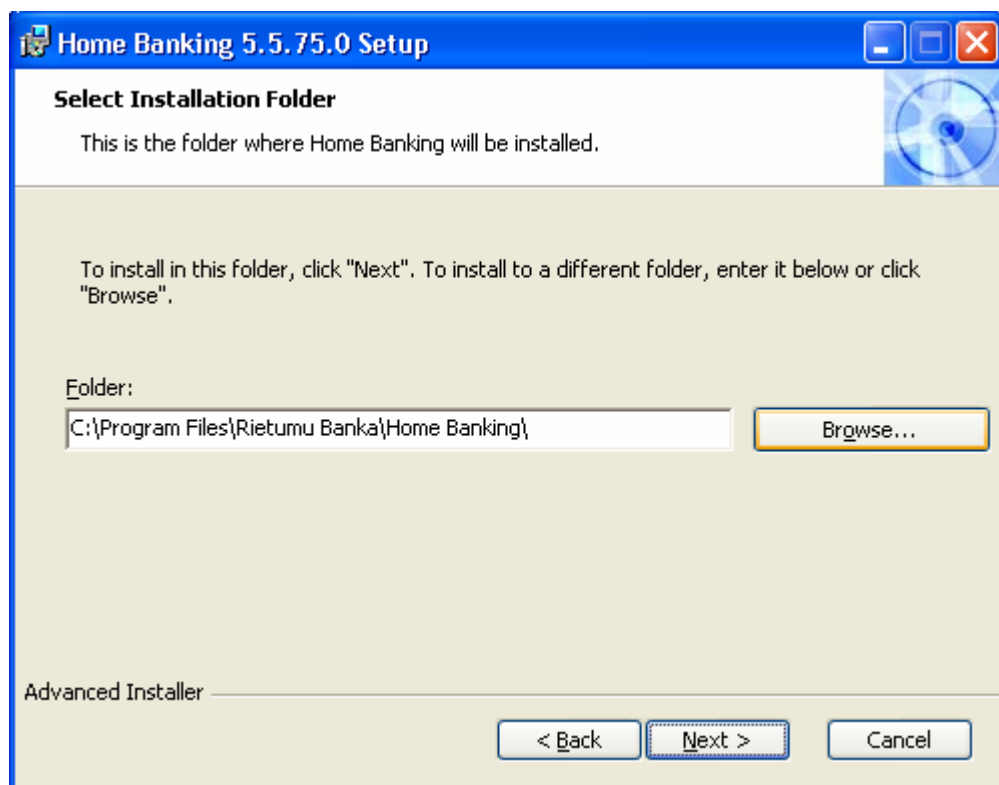 Home Banking 5.5.75.0 Setup
Select Installation Folder
This is the folder where Home Banking will be installed.
To install in this folder, click "Next". To install to a different folder, enter it below or click
"Browse".
Folder:
C:\Program Files\Rietumu Banka\Home Banking\
Browse...
Advanced Installer
< Back
Next >
Cancel